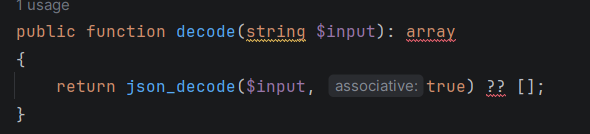 1 usage
public function decode(string $input): array
{
    return json_decode($input, associative: true) ?? [];
}